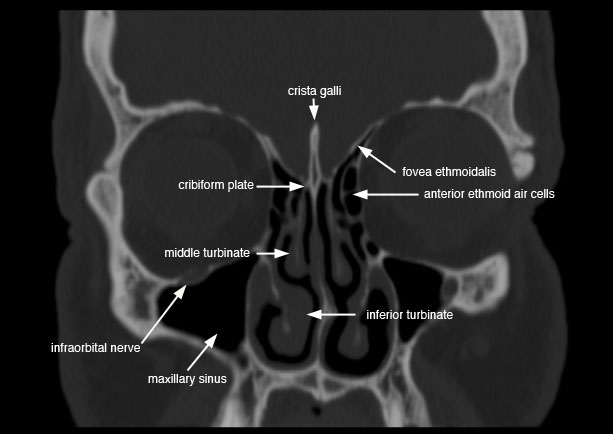 crista galli
fovea ethmoidalis
cribiform plate
anterior ethmoid air cells
middle turbinate
inferior turbinate
infraorbital nerve
maxillary sinus